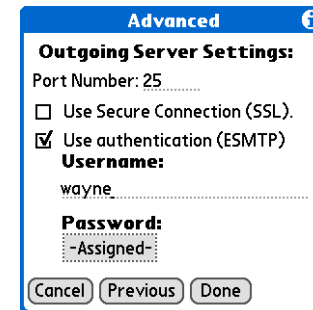 Advanced
Outgoing Server Settings:
Port Number: 25
Use Secure Connection (SSL).
Use authentication (ESMTP)
Username:
wayne
Password:
-Assigned-
Cancel Previous Done